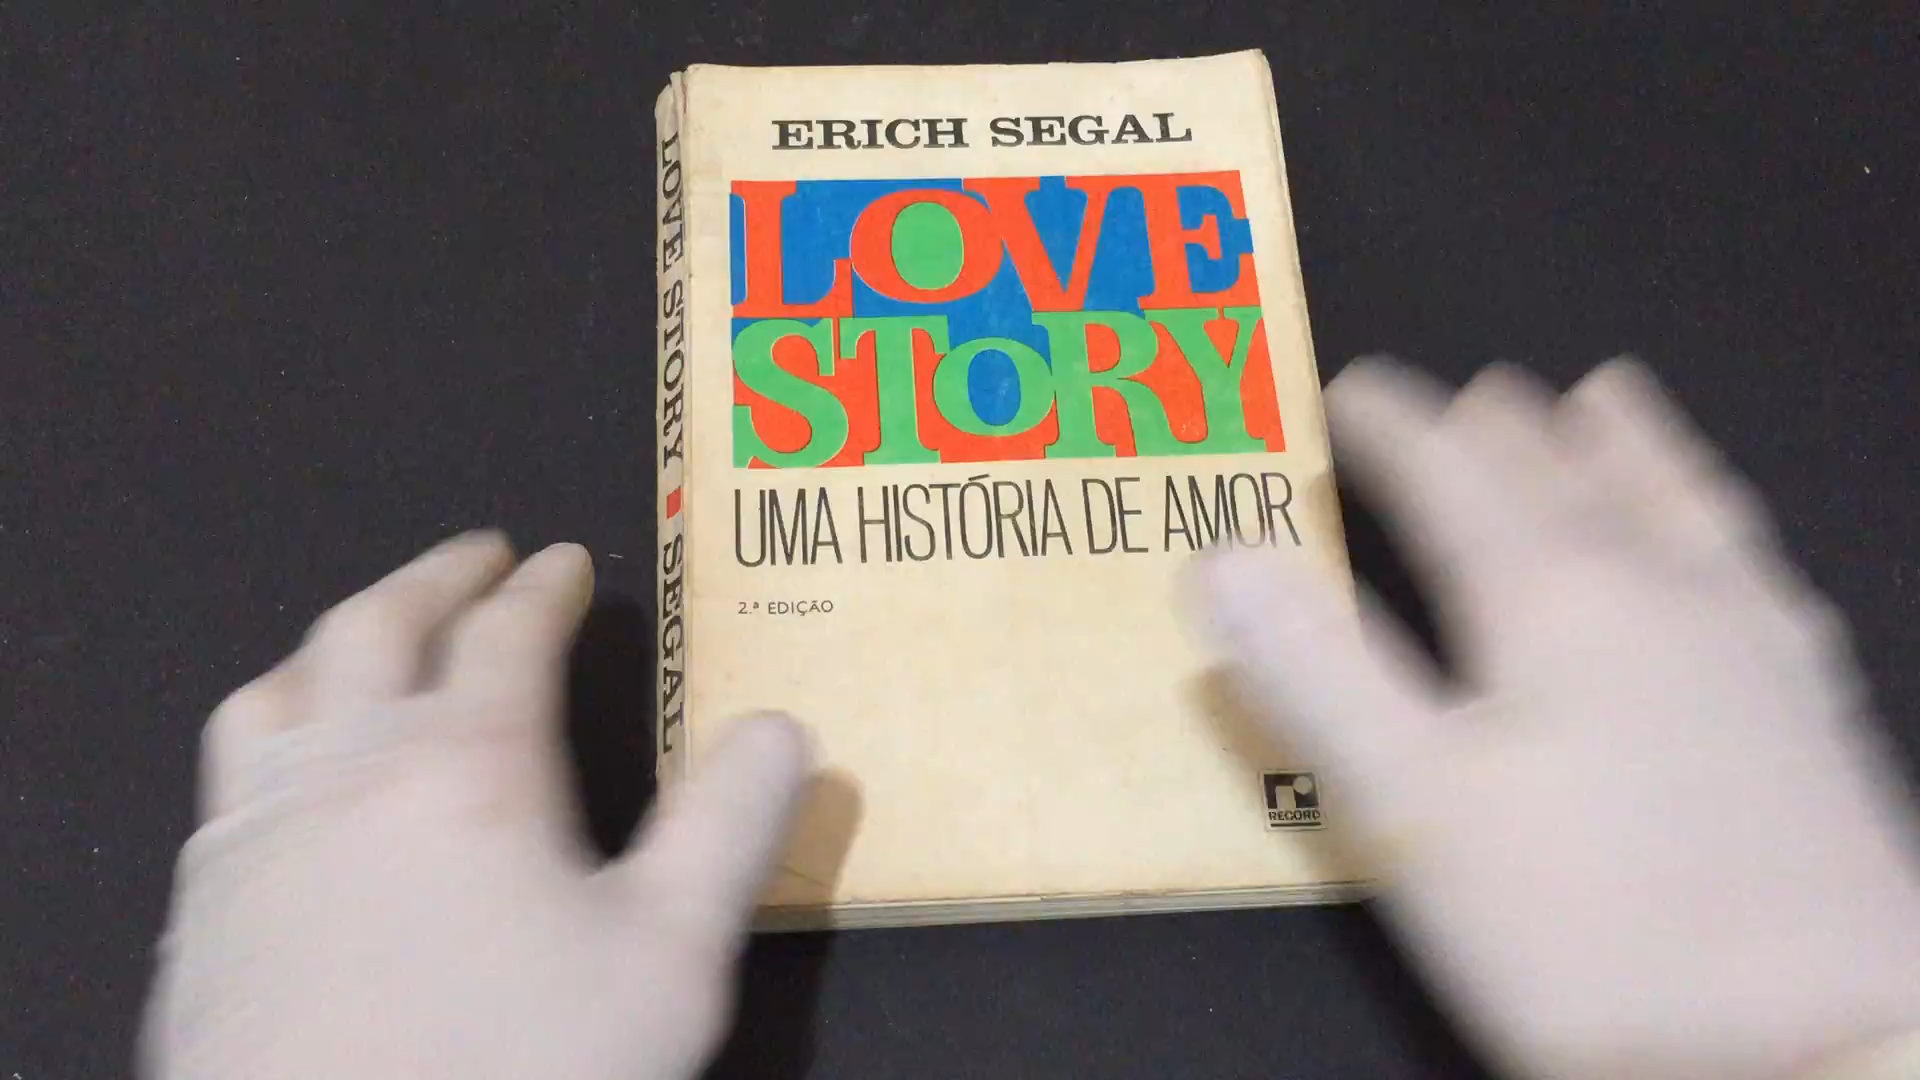 ERICH SEGAL
LOVE
STORY
UMA HISTÓRIA DE AMOR
2.ª EDIÇÃO
RECORD
LOVE STORY SEGAL